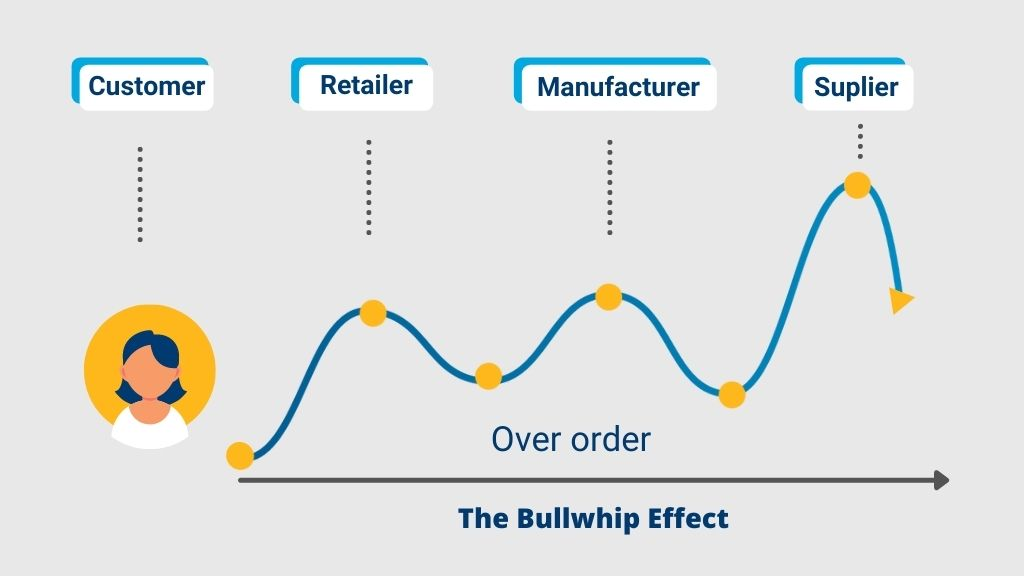 Customer
Retailer
Manufacturer
Suplier
Over order
The Bullwhip Effect